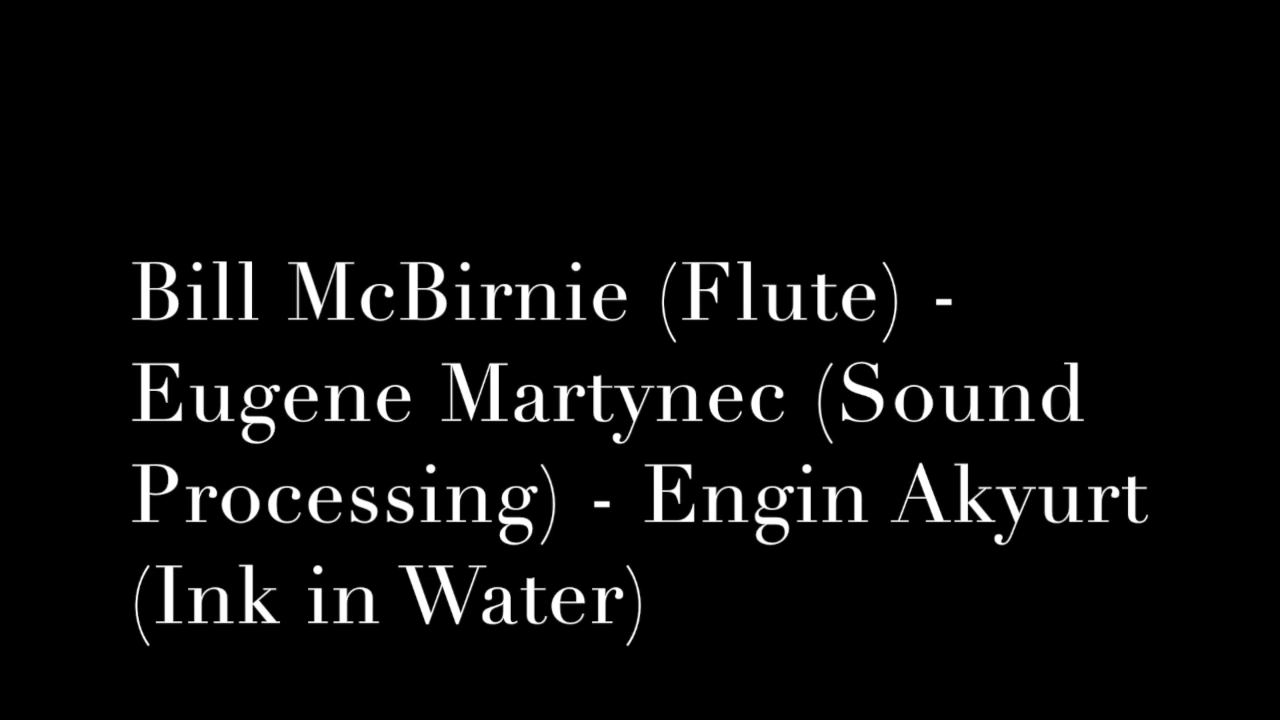 Bill McBirnie (Flute) -
Eugene Martynec (Sound
Processing) - Engin Akyurt
(Ink in Water)